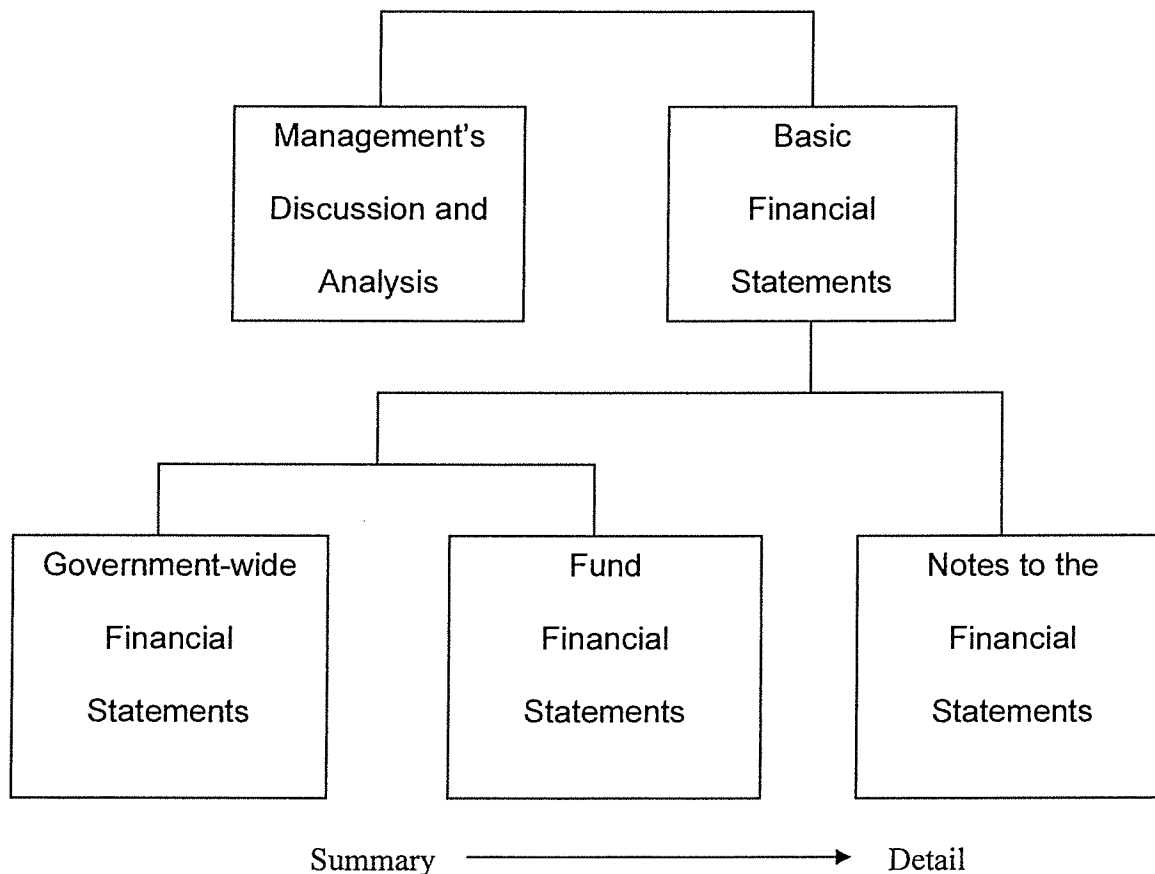 Management's
Discussion and
Analysis
Basic
Financial
Statements
Government-wide
Financial
Statements
Fund
Financial
Statements
Notes to the
Financial
Statements
Summary
Detail